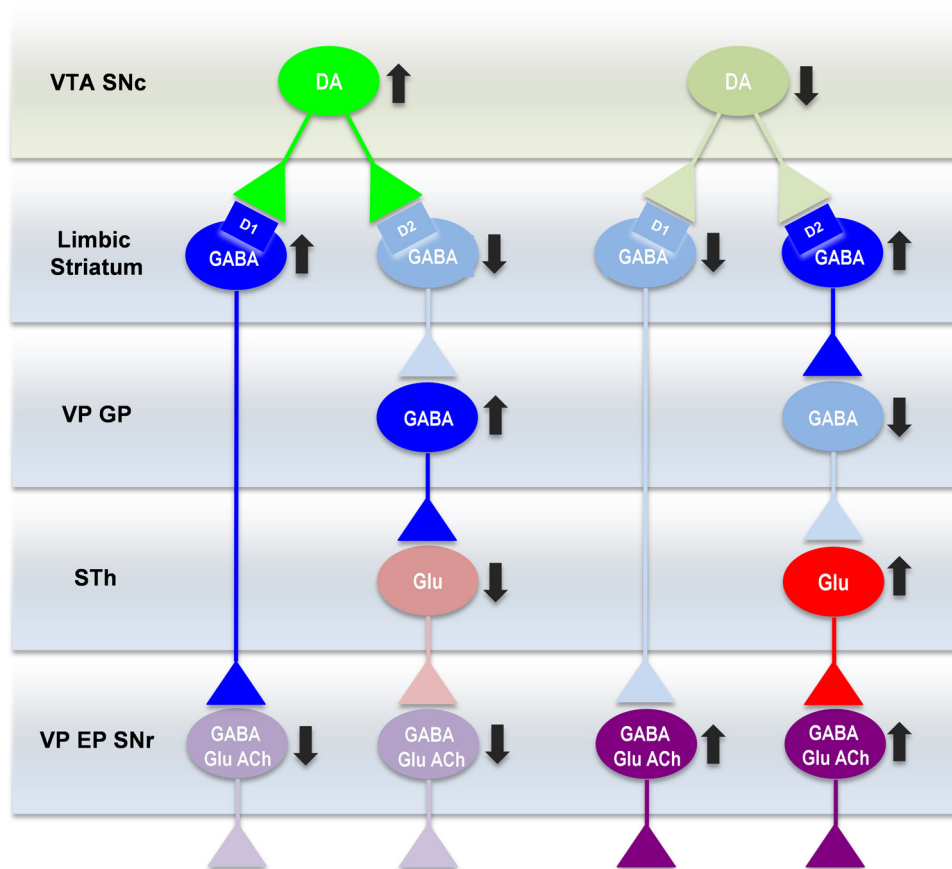 VTA SNc
DA
DA
Limbic
Striatum
D1
GABA
D2
GABA
D1
GABA
D2
GABA
VP GP
GABA
GABA
STh
Glu
Glu
VP EP SNr
GABA
Glu ACh
GABA
Glu ACh
GABA
Glu ACh
GABA
Glu ACh